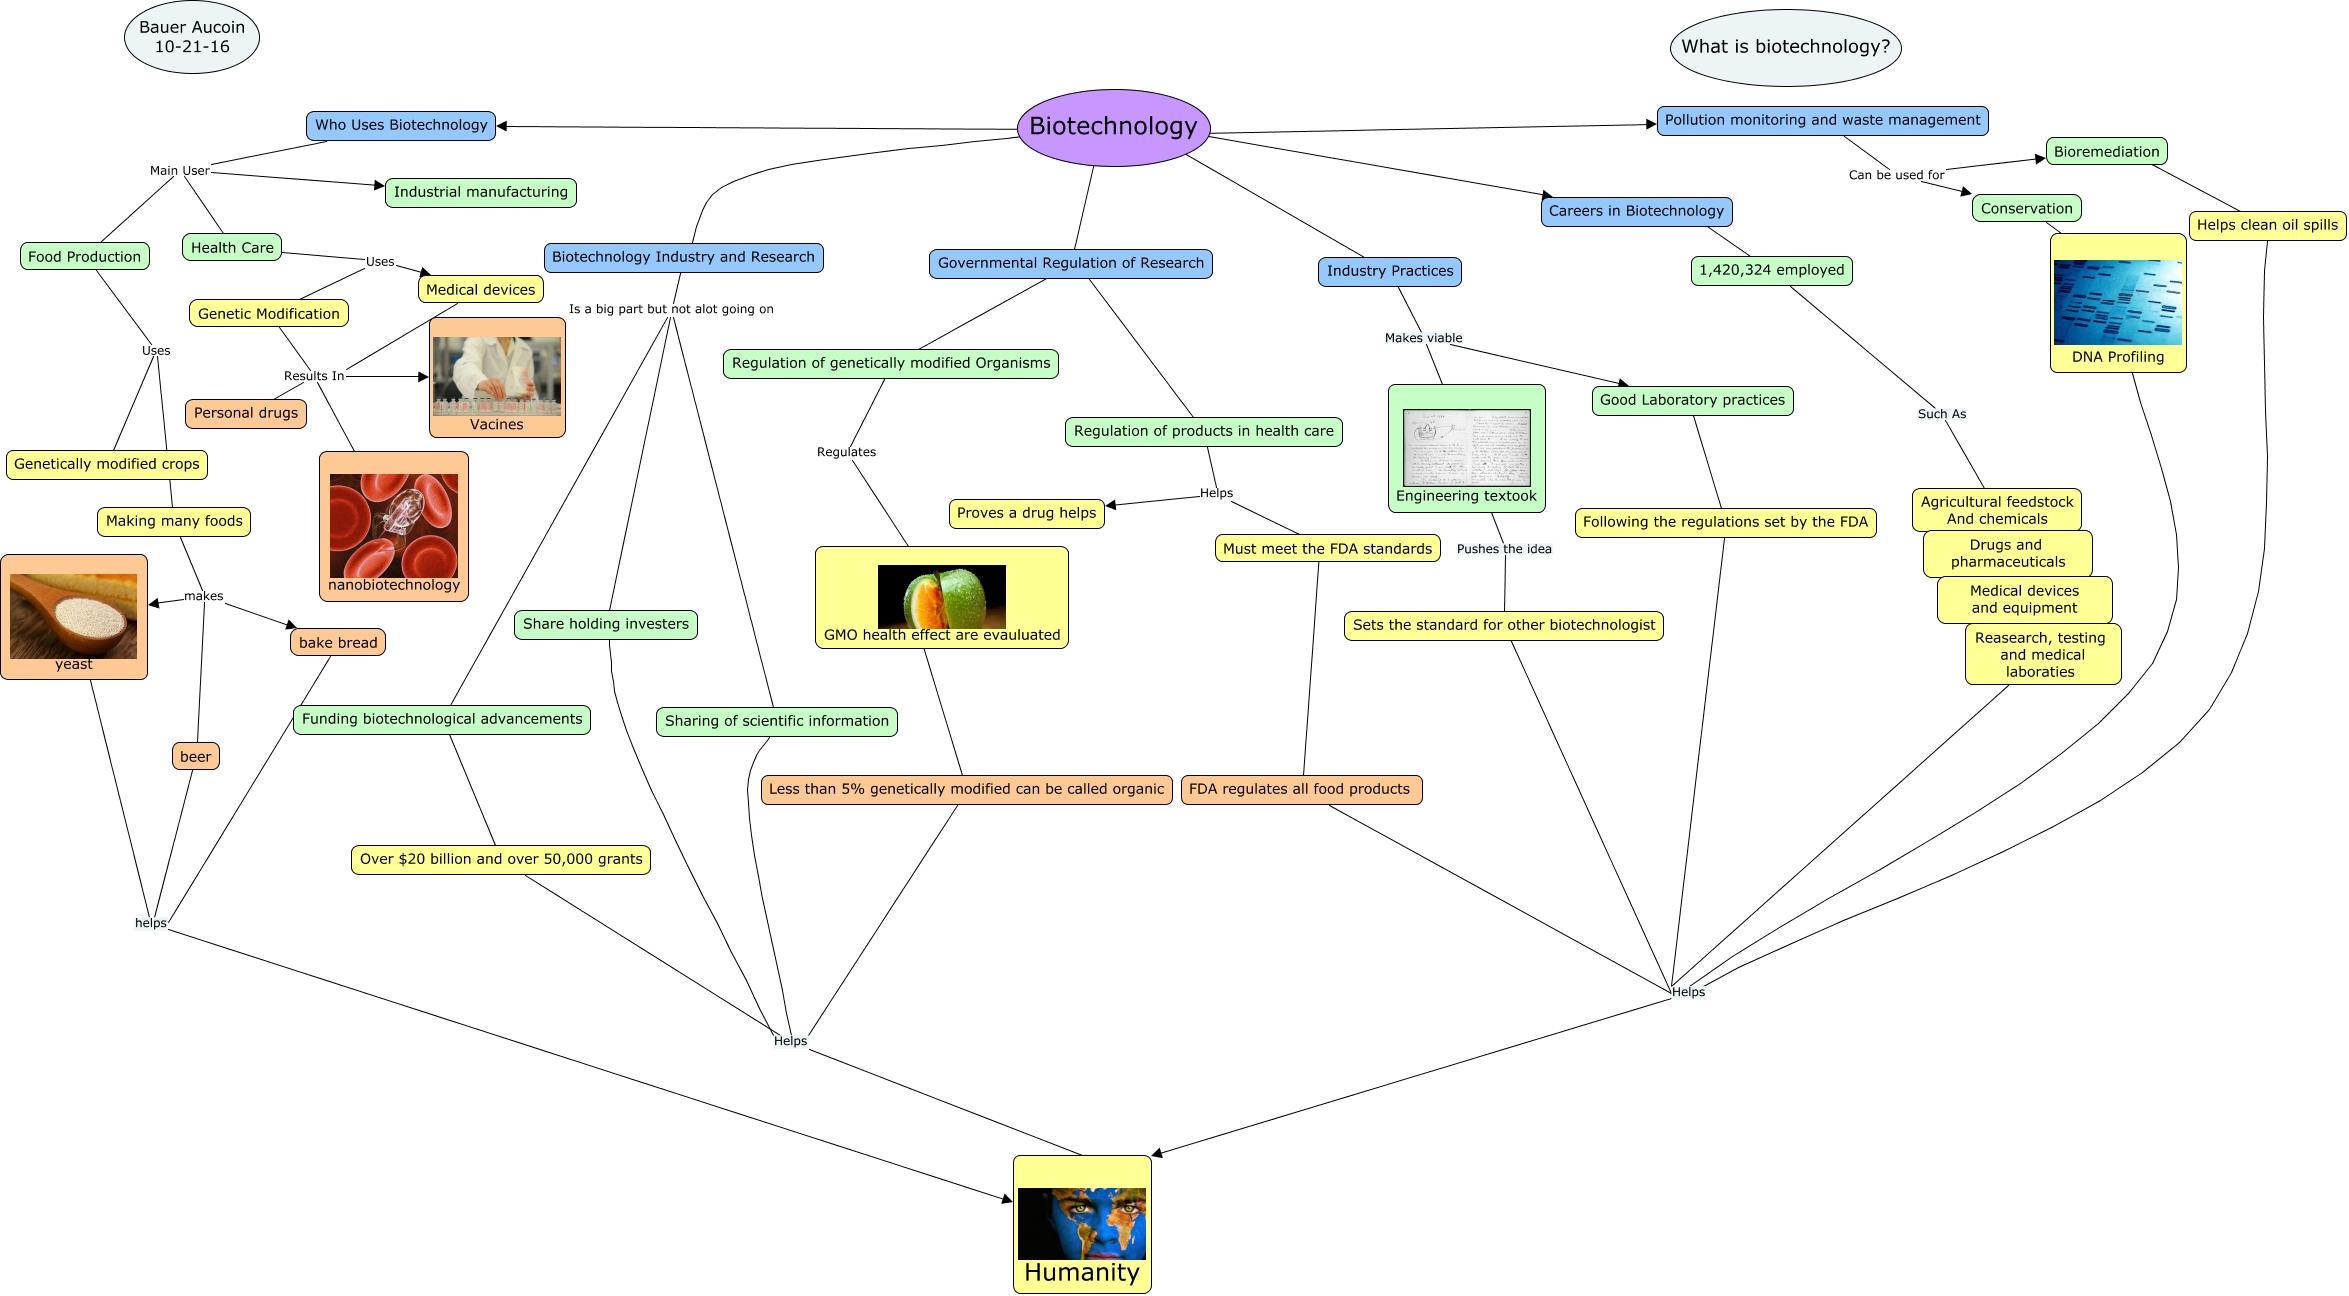 Bauer Aucoin
10-21-16
What is biotechnology?
Biotechnology
Who Uses Biotechnology
Pollution monitoring and waste management
Main User
Industrial manufacturing
Bioremediation
Can be used for
Conservation
Careers in Biotechnology
Helps clean oil spills
Food Production
Health Care
Uses
Medical devices
Biotechnology Industry and Research
Governmental Regulation of Research
Industry Practices
1,420,324 employed
Genetic Modification
Is a big part but not alot going on
Makes viable
DNA Profiling
Uses
Results In
Regulation of genetically modified Organisms
Personal drugs
Vacines
Good Laboratory practices
Such As
Regulation of products in health care
Regulates
Genetically modified crops
Helps
Engineering textook
Proves a drug helps
Agricultural feedstock
And chemicals
Making many foods
Following the regulations set by the FDA
Must meet the FDA standards
Pushes the idea
Drugs and
pharmaceuticals
nanobiotechnology
makes
Medical devices
and equipment
Share holding investers
GMO health effect are evauluated
Sets the standard for other biotechnologist
yeast
bake bread
Reasearch, testing
and medical
laboraties
Funding biotechnological advancements
Sharing of scientific information
beer
Less than 5% genetically modified can be called organic
FDA regulates all food products
Over $20 billion and over 50,000 grants
helps
Helps
Helps
Humanity